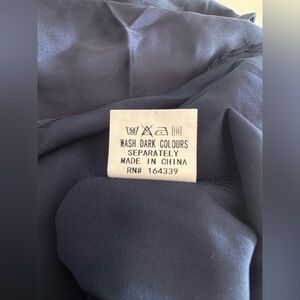 WASH DARK COLOURS
SEPARATELY
MADE IN CHINA
RN# 164339